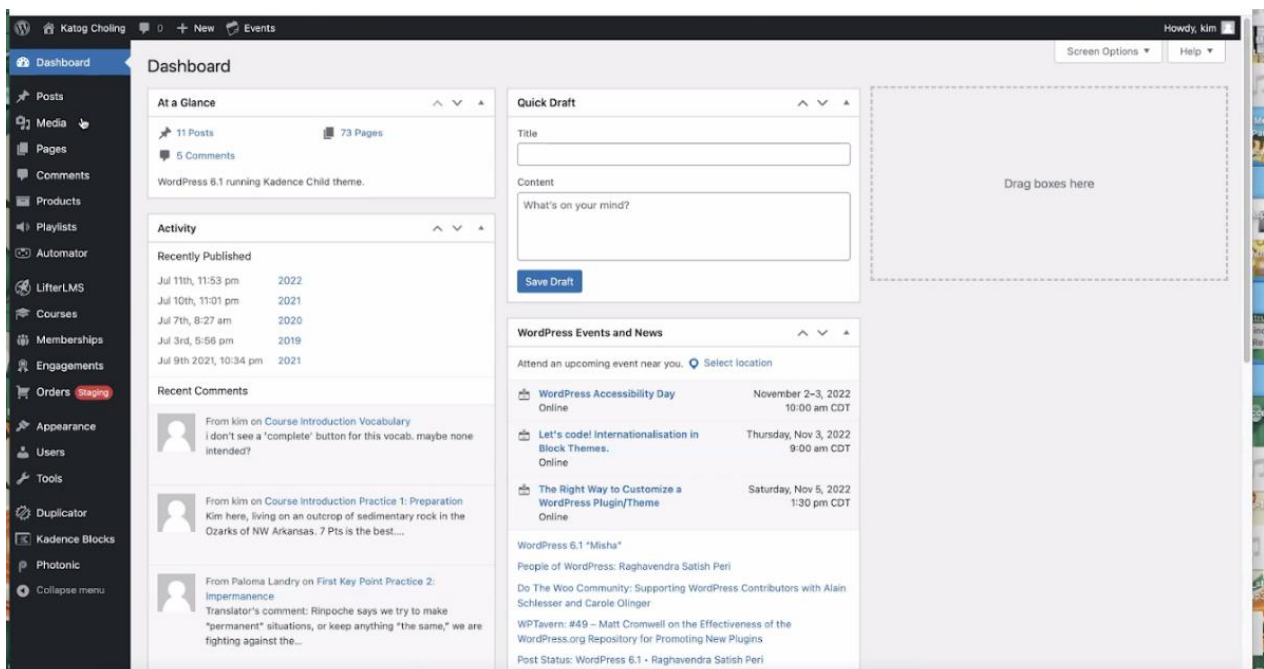 Katog Choling 0 + New Events
Howdy, kim
Screen Options ▼ Help ▼
Dashboard
Posts
Media
Pages
Comments
Products
Playlists
Automator
LifterLMS
Courses
Memberships
Engagements
Orders Staging
Appearance
Users
Tools
Duplicator
Kadence Blocks
Photonic
Collapse menu
Dashboard
At a Glance
11 Posts 73 Pages
5 Comments
WordPress 6.1 running Kadence Child theme.
Activity
Recently Published
Jul 11th, 11:53 pm 2022
Jul 10th, 11:01 pm 2021
Jul 7th, 8:27 am 2020
Jul 3rd, 5:56 pm 2019
Jul 9th 2021, 10:34 pm 2021
Recent Comments
From kim on Course Introduction Vocabulary
i don't see a 'complete' button for this vocab. maybe none
intended?
From kim on Course Introduction Practice 1: Preparation
Kim here, living on an outcrop of sedimentary rock in the
Ozarks of NW Arkansas. 7 Pts is the best....
From Paloma Landry on First Key Point Practice 2:
Impermanence
Translator's comment: Rinpoche says we try to make
"permanent" situations, or keep anything "the same," we are
fighting against the...
Quick Draft
Title
Content
What's on your mind?
Save Draft
WordPress Events and News
Attend an upcoming event near you. Select location
WordPress Accessibility Day November 2–3, 2022
Online 10:00 am CDT
Let's code! Internationalisation in Thursday, Nov 3, 2022
Block Themes. 9:00 am CDT
Online
The Right Way to Customize a Saturday, Nov 5, 2022
WordPress Plugin/Theme 1:30 pm CDT
Online
WordPress 6.1 "Misha"
People of WordPress: Raghavendra Satish Peri
Do The Woo Community: Supporting WordPress Contributors with Alain
Schlesser and Carole Olinger
WPTavern: #49 – Matt Cromwell on the Effectiveness of the
WordPress.org Repository for Promoting New Plugins
Post Status: WordPress 6.1 • Raghavendra Satish Peri
Drag boxes here